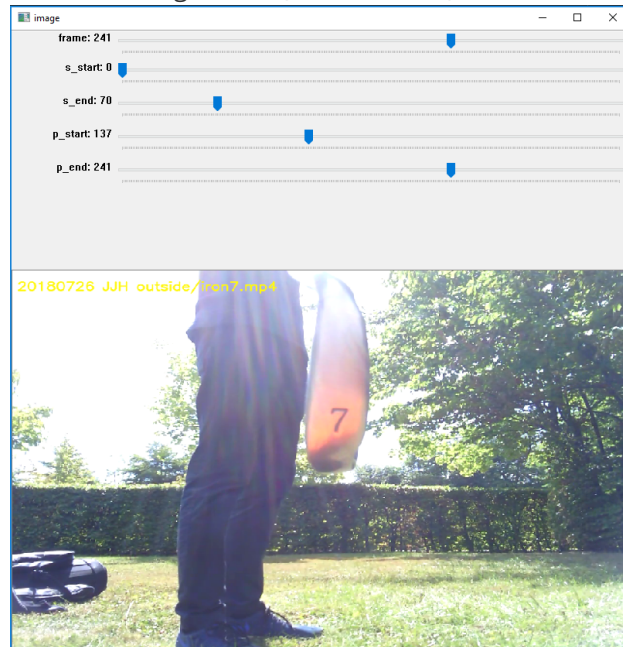 image
frame: 241
s_start: 0
s_end: 70
p_start: 137
p_end: 241
20180726 JJH outside/iron7.mp4
7